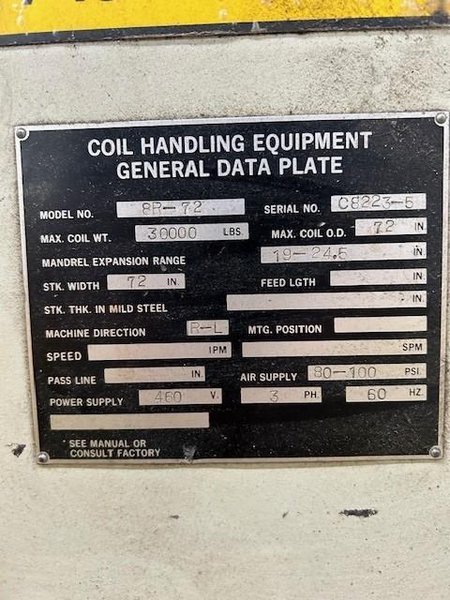 COIL HANDLING EQUIPMENT
GENERAL DATA PLATE
MODEL NO. 8R-72 SERIAL NO. C8223-5
MAX. COIL WT. 30000 LBS MAX. COIL O.D. 72 IN
MANDREL EXPANSION RANGE 19-24.5 IN
STK. WIDTH 72 IN. FEED LGTH IN.
STK. THK. IN MILD STEEL IN.
MACHINE DIRECTION R-L MTG. POSITION
SPEED IPM SPM
PASS LINE IN. AIR SUPPLY 80-100 PSI.
POWER SUPPLY 460 V. 3 PH. 60 HZ.
*SEE MANUAL OR
CONSULT FACTORY